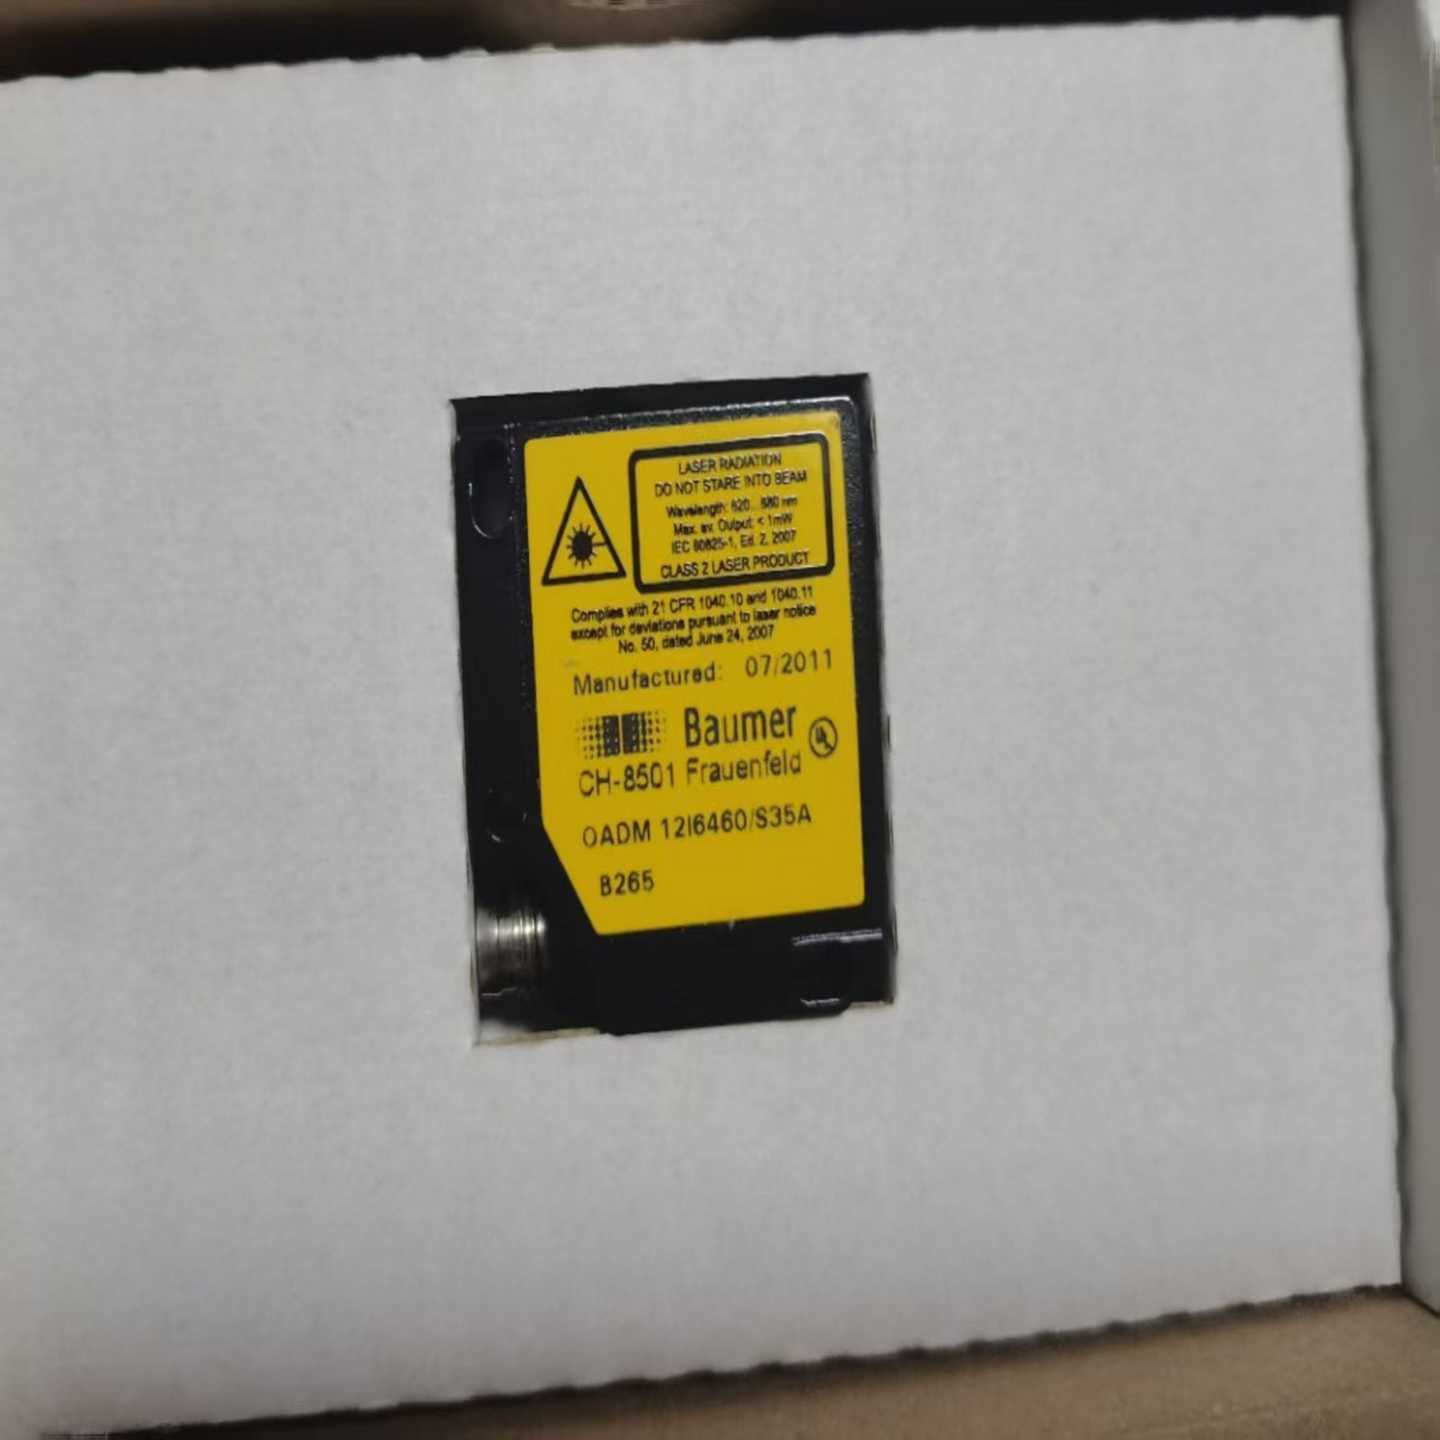 LASER RADIATION
DO NOT STARE INTO BEAM
Wavelength: 620...680 nm
Max. av. Output: < 1mW
IEC 60825-1, Ed. 2, 2007
CLASS 2 LASER PRODUCT
Complies with 21 CFR 1040.10 and 1040.11
except for deviations pursuant to laser notice
No. 50, dated June 24, 2007
Manufactured: 07/2011
Baumer
CH-8501 Frauenfeld
OADM 12I6460/S35A
B265